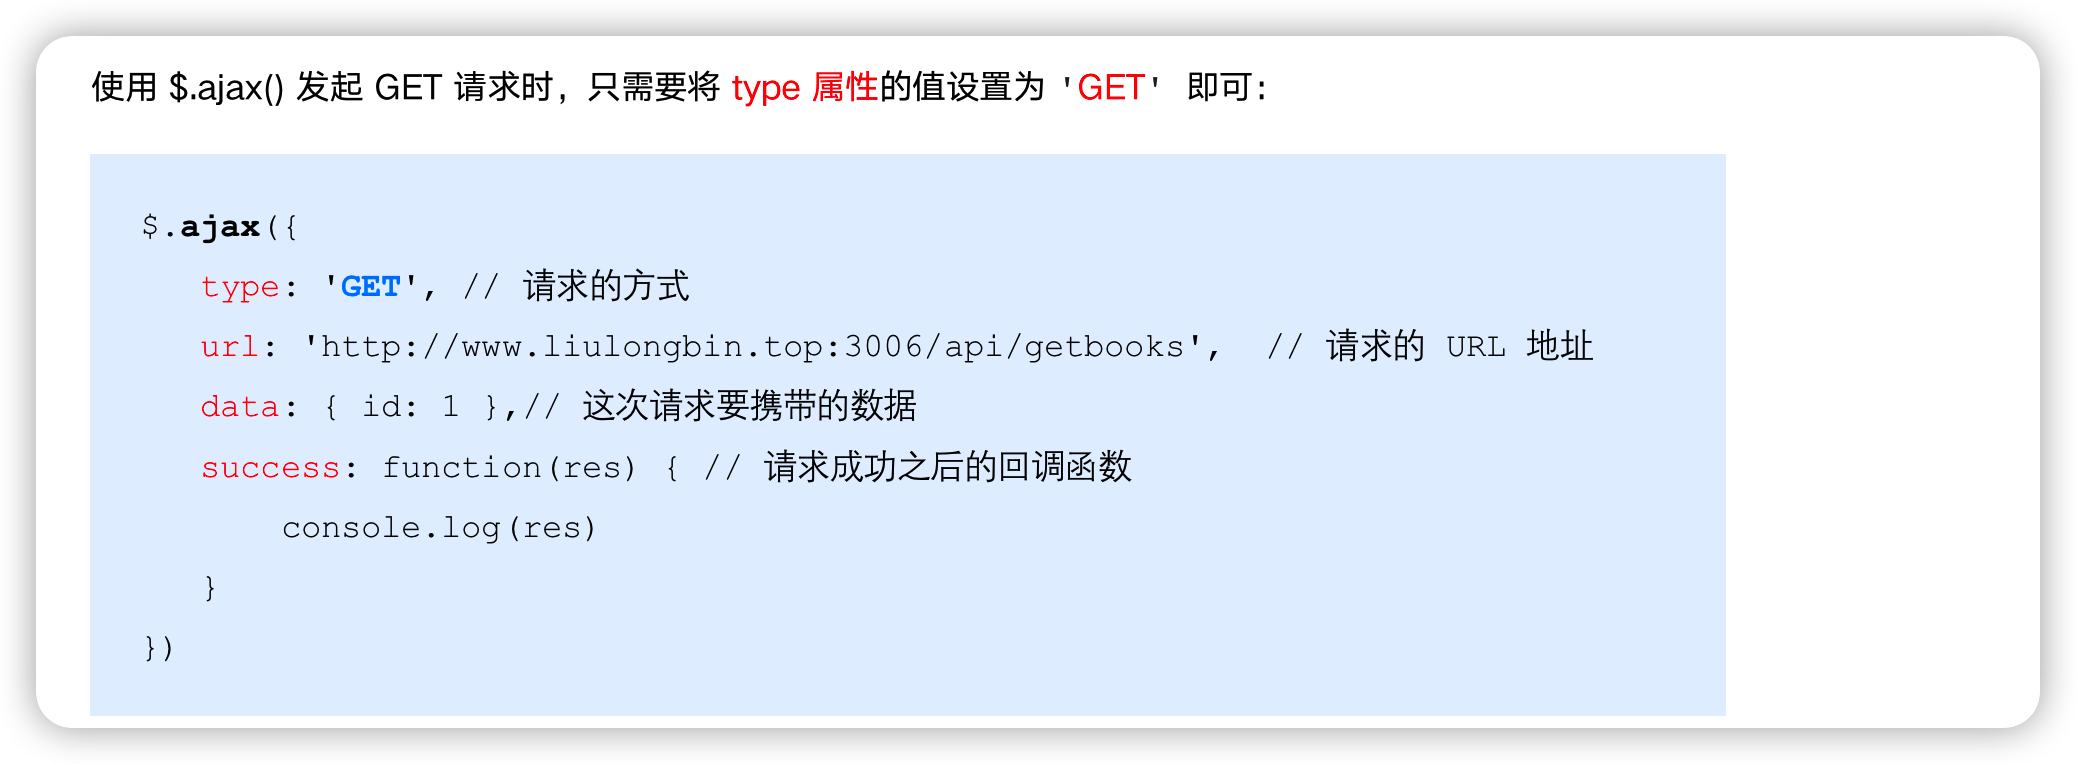 使用 $.ajax() 发起 GET 请求时，只需要将 type 属性的值设置为 'GET' 即可：
$.ajax({
type: 'GET', // 请求的方式
url: 'http://www.liulongbin.top:3006/api/getbooks', // 请求的 URL 地址
data: { id: 1 },// 这次请求要携带的数据
success: function(res) { // 请求成功之后的回调函数
console.log(res)
}
})